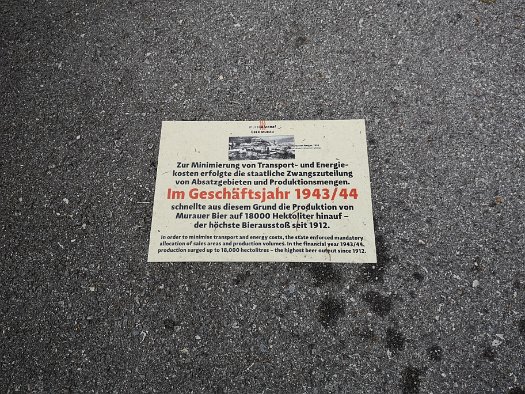 Zur Minimierung von Transport- und Energie-
kosten erfolgte die staatliche Zwangszuteilung
von Absatzgebieten und Produktionsmengen.
Im Geschäftsjahr 1943/44
schnellte aus diesem Grund die Produktion von
Murauer Bier auf 18000 Hektoliter hinauf –
der höchste Bierausstoß seit 1912.
In order to minimise transport and energy costs, the state enforced mandatory
allocation of sales areas and production volumes. In the financial year 1943/44,
production surged up to 18,000 hectolitres – the highest beer output since 1912.